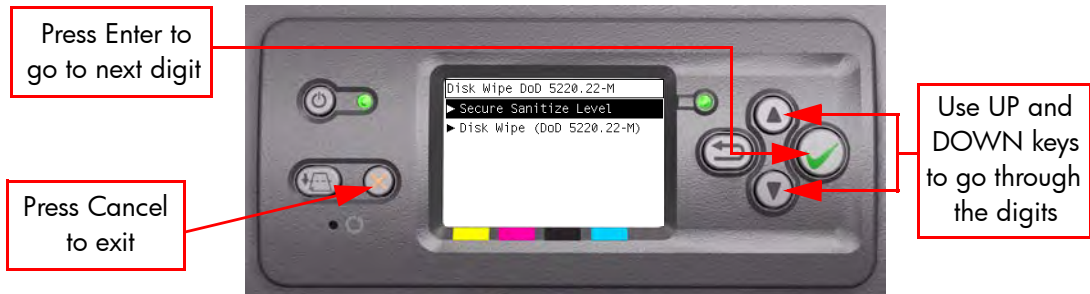 Press Enter to
go to next digit
Disk Wipe DoD 5220.22-M
▶ Secure Sanitize Level
▶ Disk Wipe (DoD 5220.22-M)
Use UP and
DOWN keys
to go through
the digits
Press Cancel
to exit